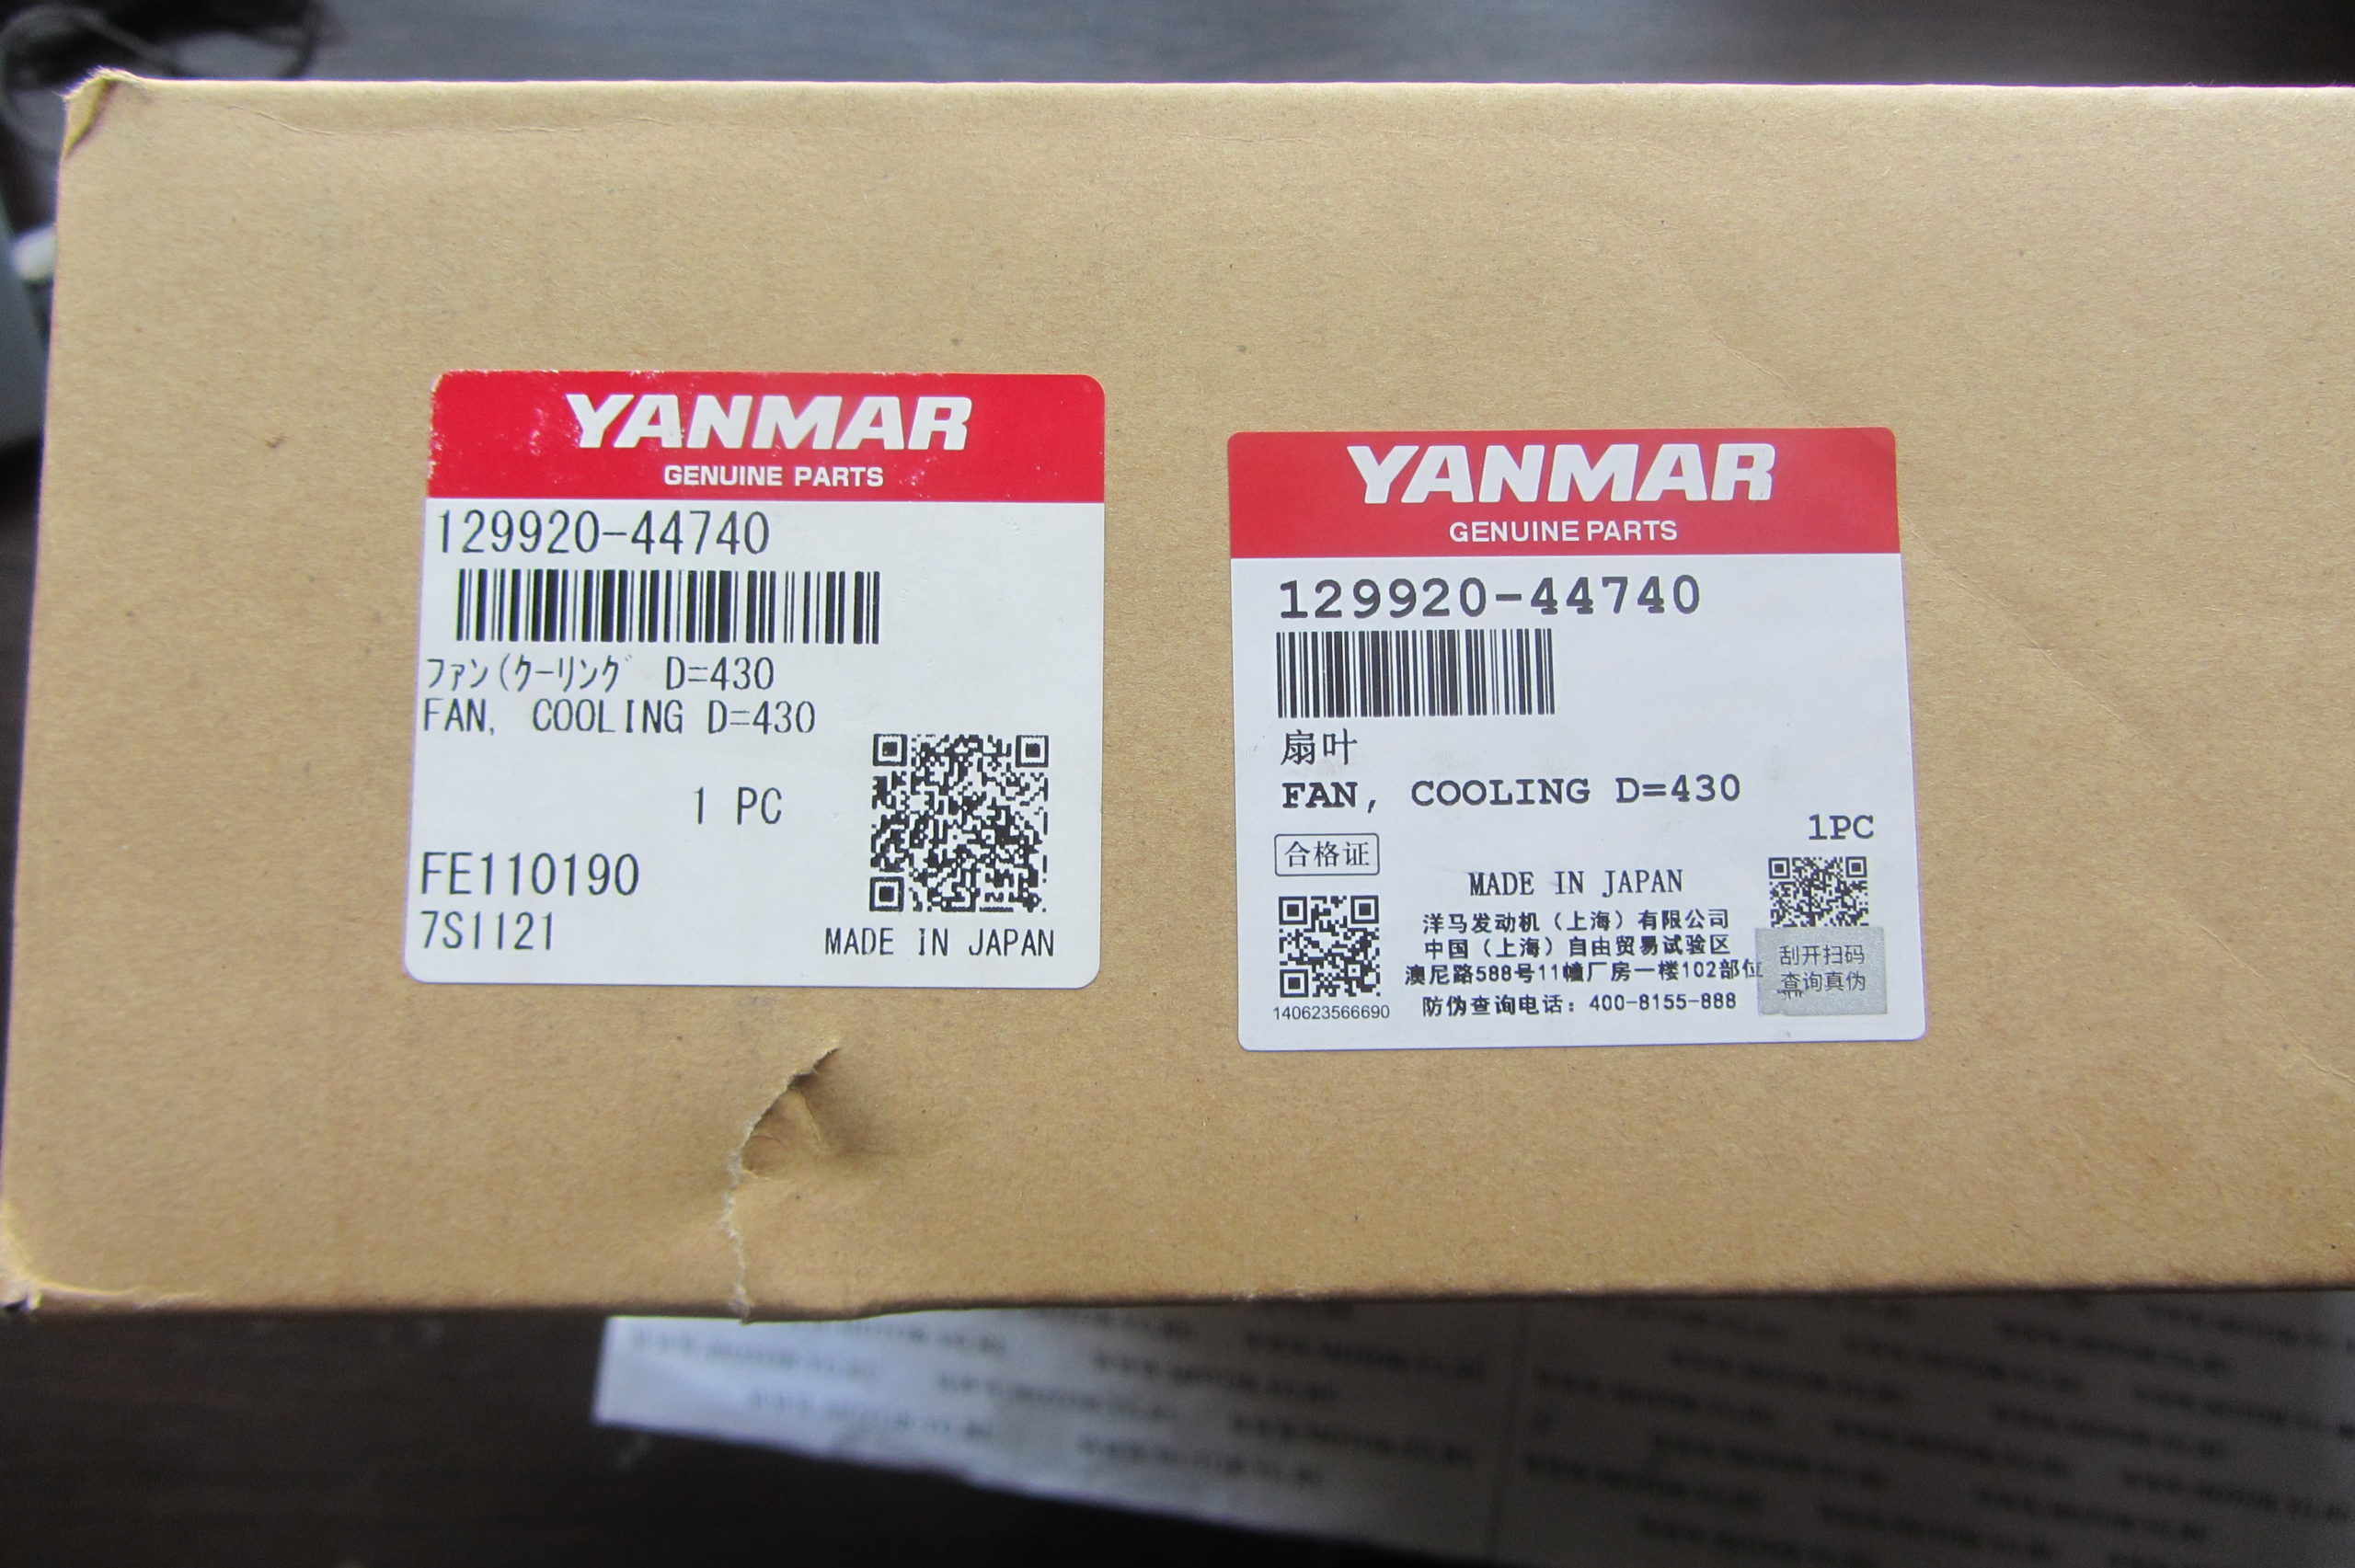 YANMAR
GENUINE PARTS
129920-44740
ファン(クーリング D=430
FAN, COOLING D=430
1 PC
FE110190
7S1121
MADE IN JAPAN
YANMAR
GENUINE PARTS
129920-44740
扇叶
FAN, COOLING D=430
1PC
合格证
MADE IN JAPAN
洋马发动机（上海）有限公司
中国（上海）自由贸易试验区
澳尼路588号11幢厂房一楼102部位
防伪查询电话：400-8155-888
140623566690
刮开扫码
查询真伪